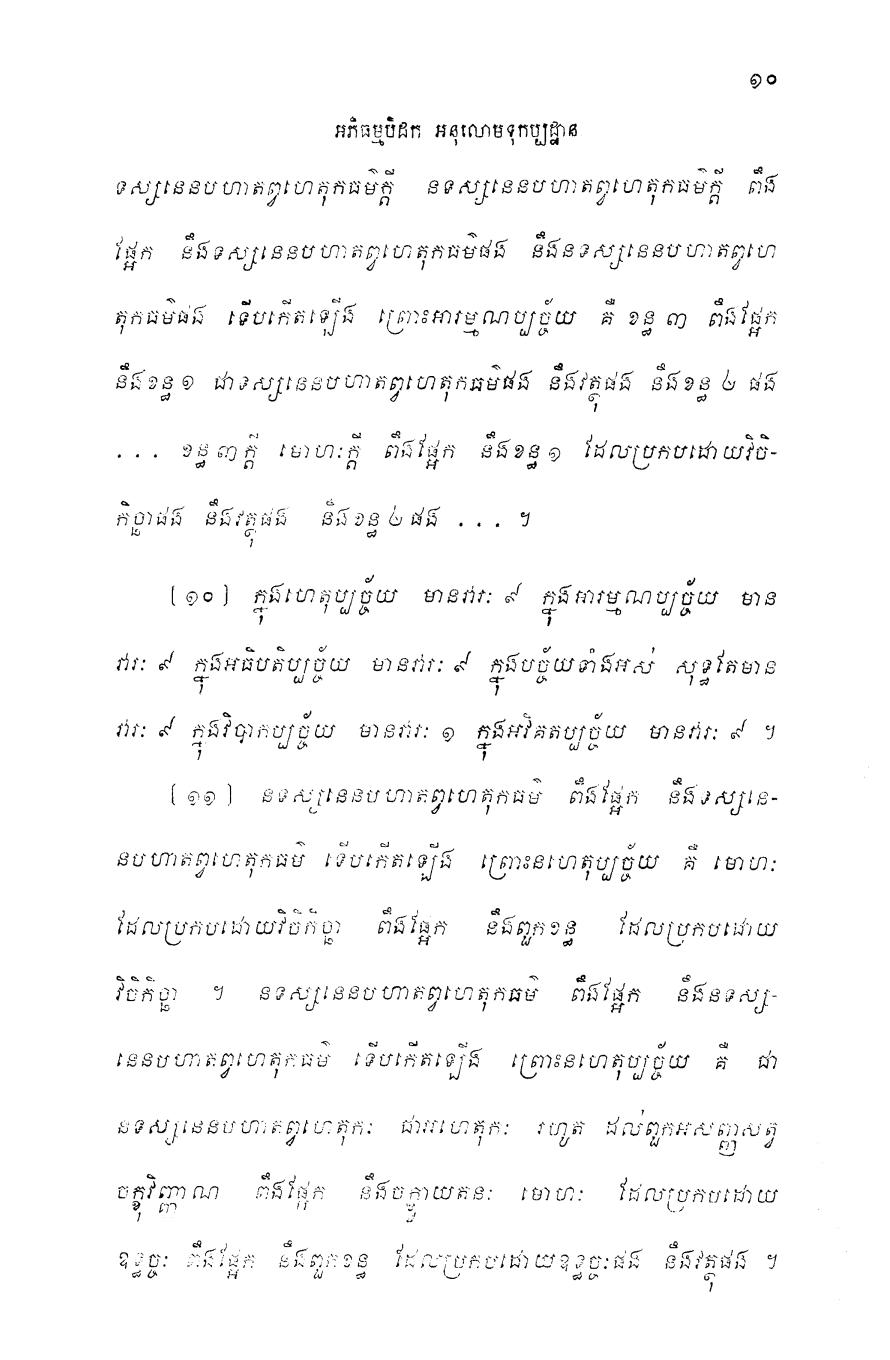 ១០
អភិធម្មបិដក អនុលោមទុកប្បដ្ឋាន
ទស្សនេនបហាតព្វហេតុកធម៌ក្តី នទស្សនេនបហាតព្វហេតុកធម៌ក្តី ពឹង
ផ្អែក នឹងទស្សនេនបហាតព្វហេតុកធម៌ផង នឹងនទស្សនេនបហាតព្វហេ
តុកធម៌ផង ទើបកើតឡើង ព្រោះអារម្មណប្បច្ច័យ គឺ ខន្ធ ៣ ពឹងផ្អែក
នឹងខន្ធ ១ ជាទស្សនេនបហាតព្វហេតុកធម៌ផង នឹងវត្ថុផង នឹងខន្ធ ២ ផង
. . . ខន្ធ ៣ ក្តី មោហៈក្តី ពឹងផ្អែក នឹងខន្ធ ១ ដែលប្រកបដោយវិចិ-
កិច្ឆាផង នឹងវត្ថុផង នឹងខន្ធ ២ ផង . . . ។
(១០) ក្នុងហេតុប្បច្ច័យ មានវារៈ ៩ ក្នុងអារម្មណប្បច្ច័យ មាន
វារៈ ៩ ក្នុងអធិបតិប្បច្ច័យ មានវារៈ ៩ ក្នុងបច្ច័យទាំងអស់ សុទ្ធតែមាន
វារៈ ៩ ក្នុងវិបាកប្បច្ច័យ មានវារៈ ១ ក្នុងអវិគតប្បច្ច័យ មានវារៈ ៩ ។
(១១) នទស្សនេនបហាតព្វហេតុកធម៌ ពឹងផ្អែក នឹងទស្សនេ-
នបហាតព្វហេតុកធម៌ ទើបកើតឡើង ព្រោះនហេតុប្បច្ច័យ គឺ មោហៈ
ដែលប្រកបដោយវិចិកិច្ឆា ពឹងផ្អែក នឹងពួកខន្ធ ដែលប្រកបដោយ
វិចិកិច្ឆា ។ នទស្សនេនបហាតព្វហេតុកធម៌ ពឹងផ្អែក នឹងនទស្ស-
នេនបហាតព្វហេតុកធម៌ ទើបកើតឡើង ព្រោះនហេតុប្បច្ច័យ គឺ ជា
នទស្សនេនបហាតព្វហេតុកៈ ជាអហេតុកៈ រហូត ដល់ពួកអសញ្ញសត្វ
ចក្ខុវិញ្ញាណ ពឹងផ្អែក នឹងចក្ខ្វាយតនៈ មោហៈ ដែលប្រកបដោយ
ឧទ្ធច្ចៈ ពឹងផ្អែក នឹងពួកខន្ធ ដែលប្រកបដោយឧទ្ធច្ចៈផង នឹងវត្ថុផង ។